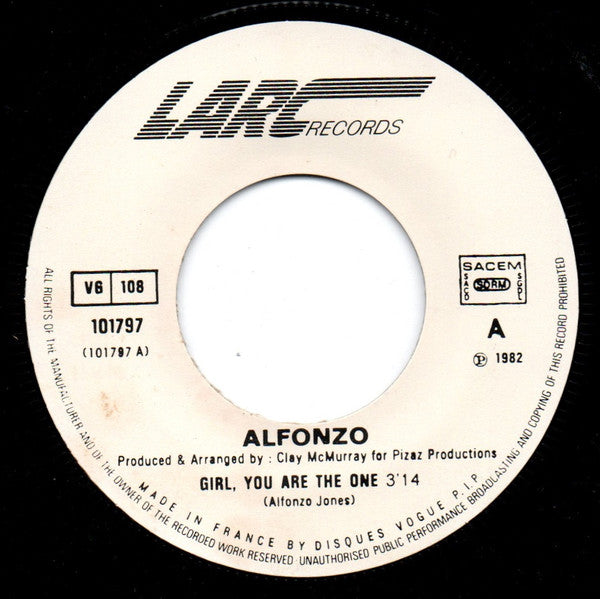 LARC RECORDS
V6 108
101797
(101797 A)
SACEM
SACD SDRM SGDL
A
℗ 1982
ALFONZO
Produced & Arranged by : Clay McMurray for Pizaz Productions
GIRL, YOU ARE THE ONE 3'14
(Alfonzo Jones)
MADE IN FRANCE BY DISQUES VOGUE P.I.P
ALL RIGHTS OF THE MANUFACTURER AND OF THE OWNER OF THE RECORDED WORK RESERVED UNAUTHORISED PUBLIC PERFORMANCE BROADCASTING AND COPYING OF THIS RECORD PROHIBITED